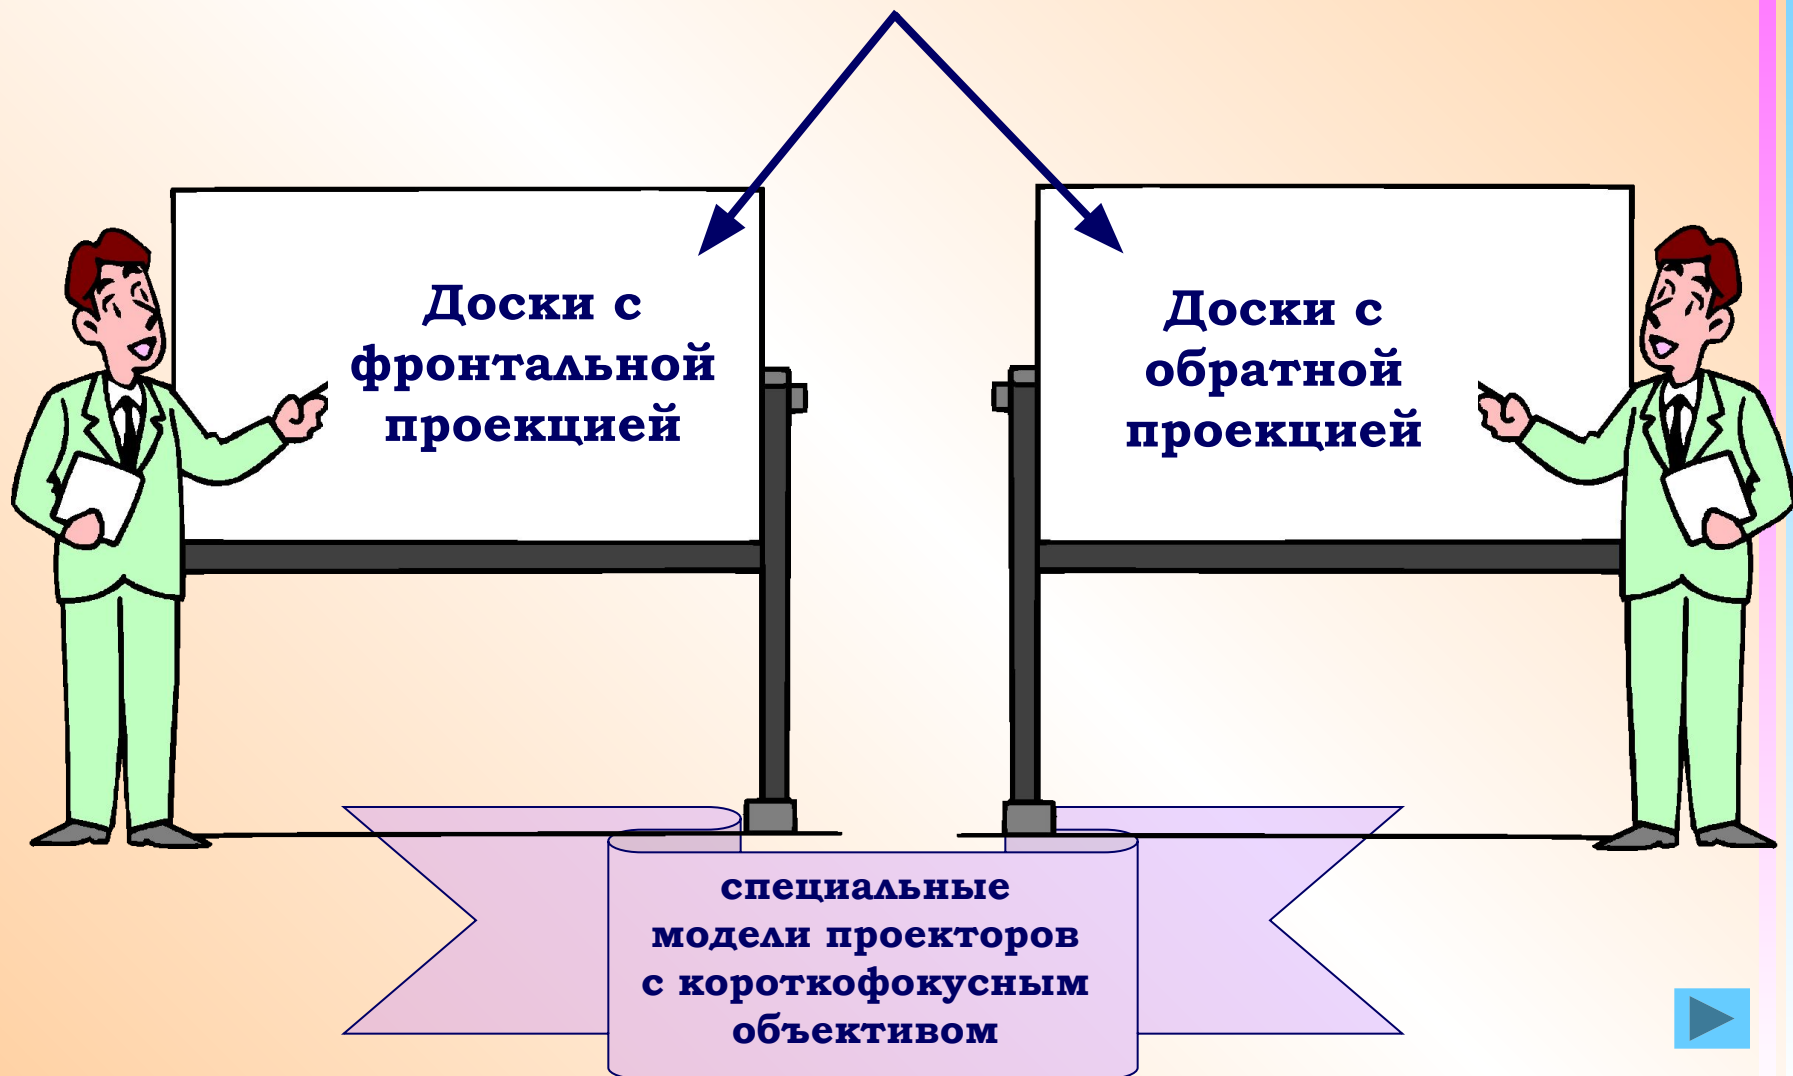 Доски с
фронтальной
проекцией
Доски с
обратной
проекцией
специальные
модели проекторов
с короткофокусным
объективом